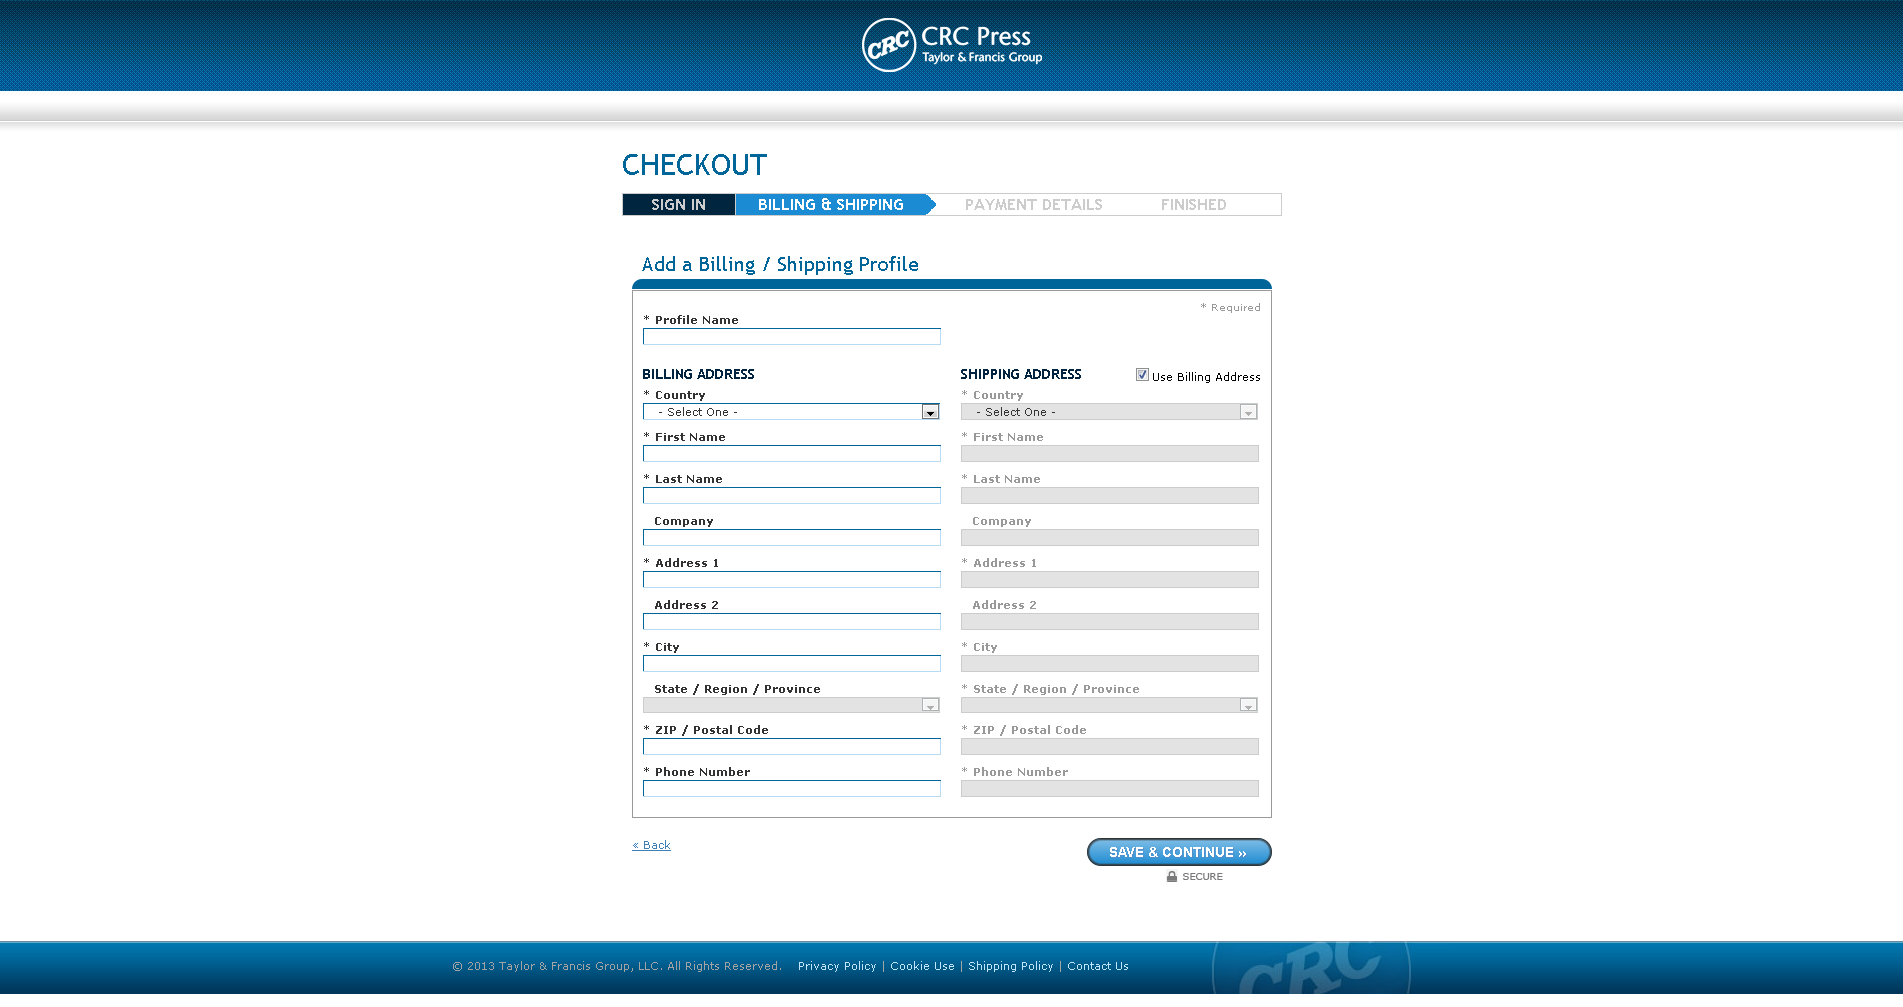 CRC CRC Press
Taylor & Francis Group
CHECKOUT
SIGN IN BILLING & SHIPPING PAYMENT DETAILS FINISHED
Add a Billing / Shipping Profile
* Required
* Profile Name
BILLING ADDRESS SHIPPING ADDRESS Use Billing Address
* Country * Country
- Select One - - Select One -
* First Name * First Name
* Last Name * Last Name
Company Company
* Address 1 * Address 1
Address 2 Address 2
* City * City
State / Region / Province * State / Region / Province
* ZIP / Postal Code * ZIP / Postal Code
* Phone Number * Phone Number
« Back SAVE & CONTINUE »
SECURE
© 2013 Taylor & Francis Group, LLC. All Rights Reserved. Privacy Policy | Cookie Use | Shipping Policy | Contact Us
CRC